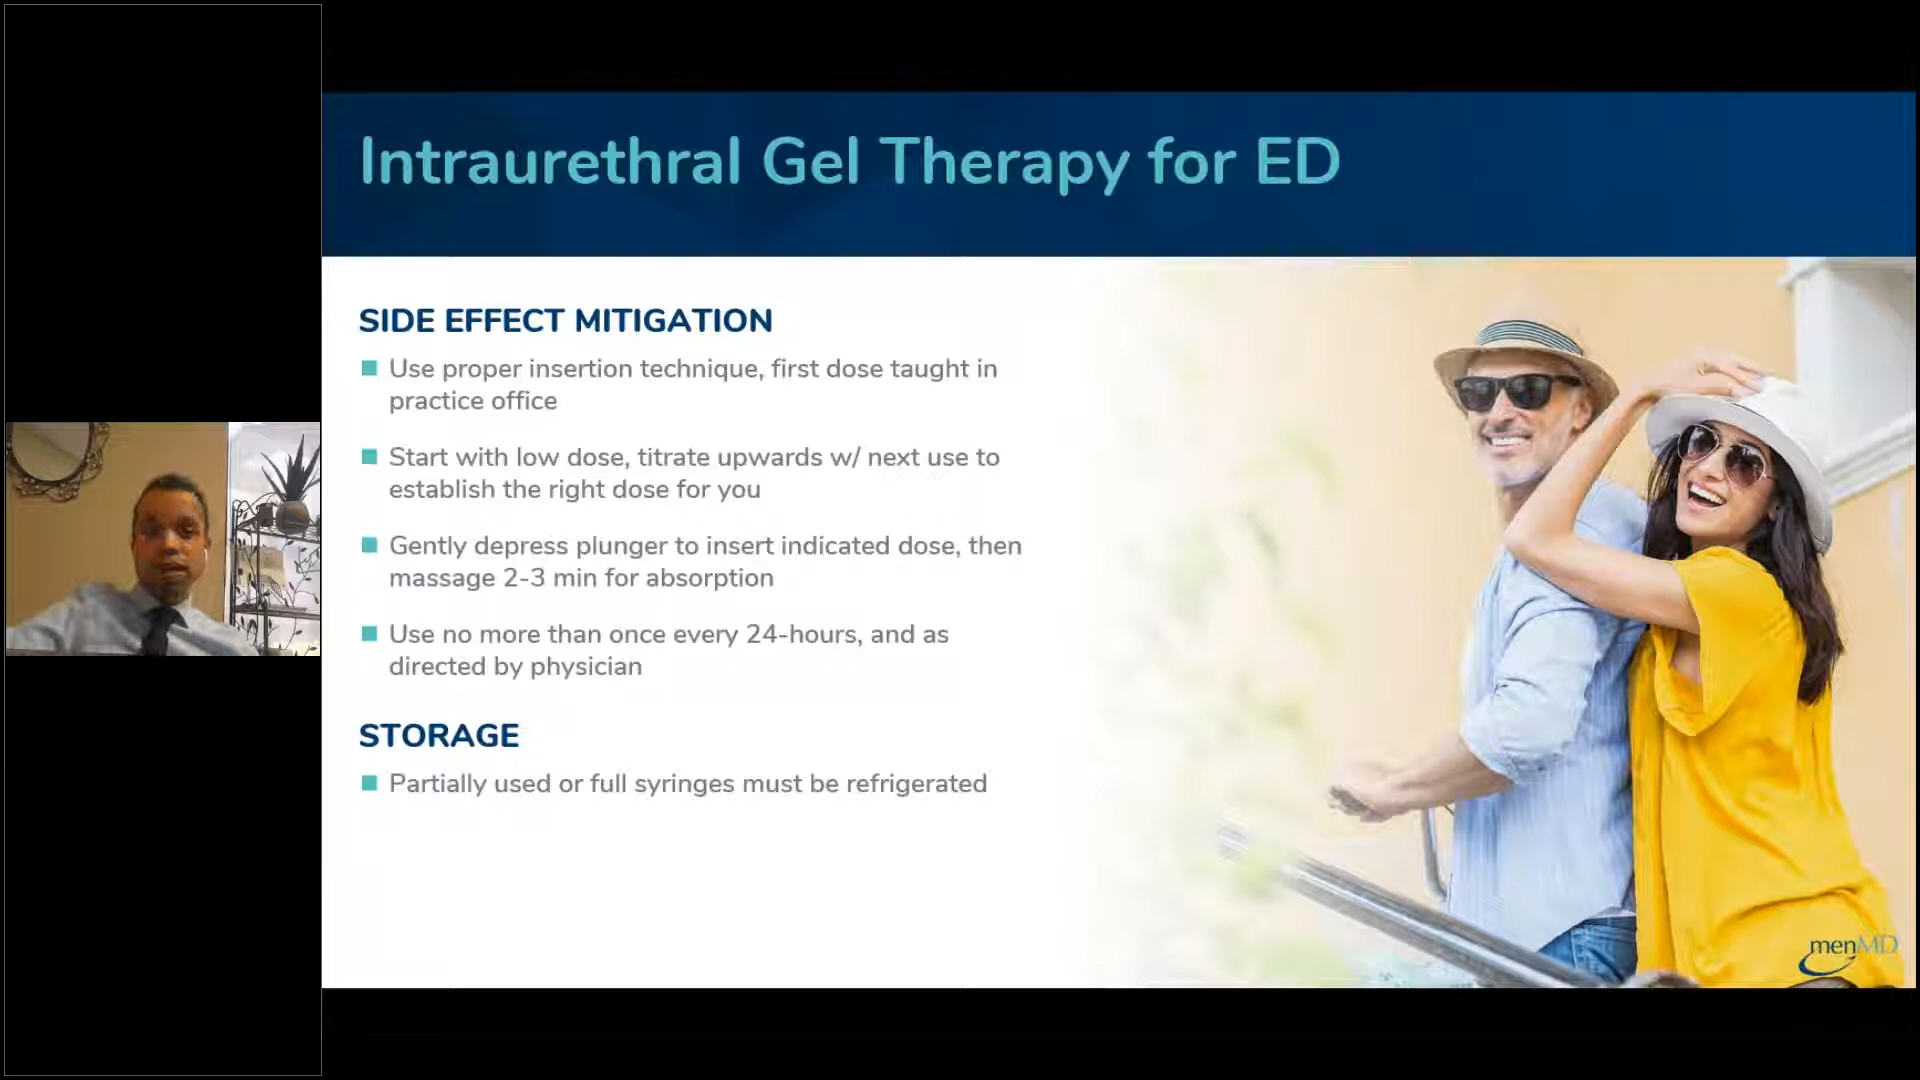 Intraurethral Gel Therapy for ED
SIDE EFFECT MITIGATION
Use proper insertion technique, first dose taught in
practice office
Start with low dose, titrate upwards w/ next use to
establish the right dose for you
Gently depress plunger to insert indicated dose, then
massage 2-3 min for absorption
Use no more than once every 24-hours, and as
directed by physician
STORAGE
Partially used or full syringes must be refrigerated
menMD